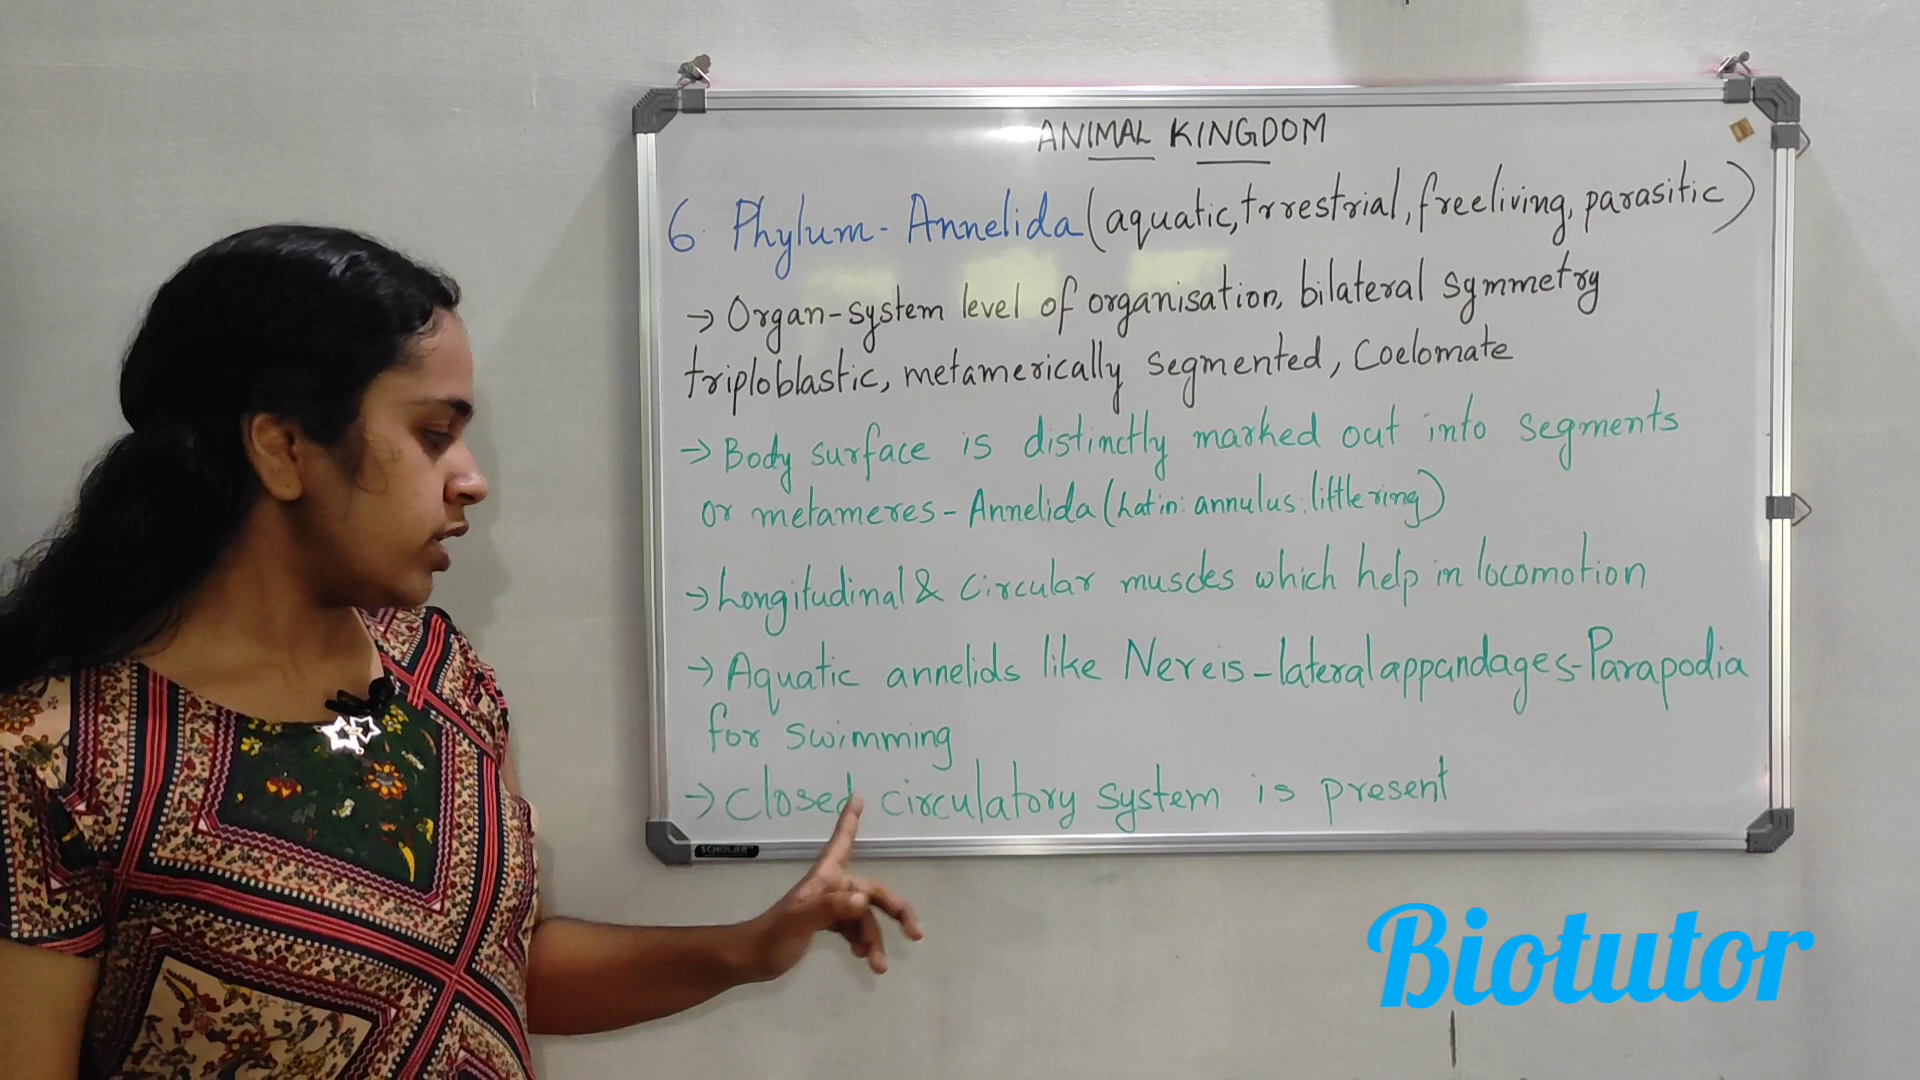 ANIMAL KINGDOM
6. Phylum - Annelida (aquatic, trrestrial, freeliving, parasitic)
→ Organ-system level of organisation, bilateral symmetry
triploblastic, metamerically segmented, Coelomate
→ Body surface is distinctly marked out into segments
or metameres - Annelida (Latin: annulus: little ring)
→ Longitudinal & Circular muscles which help in locomotion
→ Aquatic annelids like Nereis - lateral appandages - Parapodia
for swimming
→ Closed circulatory system is present
SCHOLAR
Biotutor